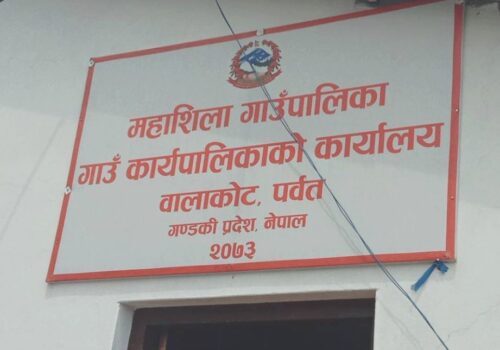 महाशिला गाउँपालिका
गाउँ कार्यपालिकाको कार्यालय
वालाकोट, पर्वत
गण्डकी प्रदेश, नेपाल
२०७३